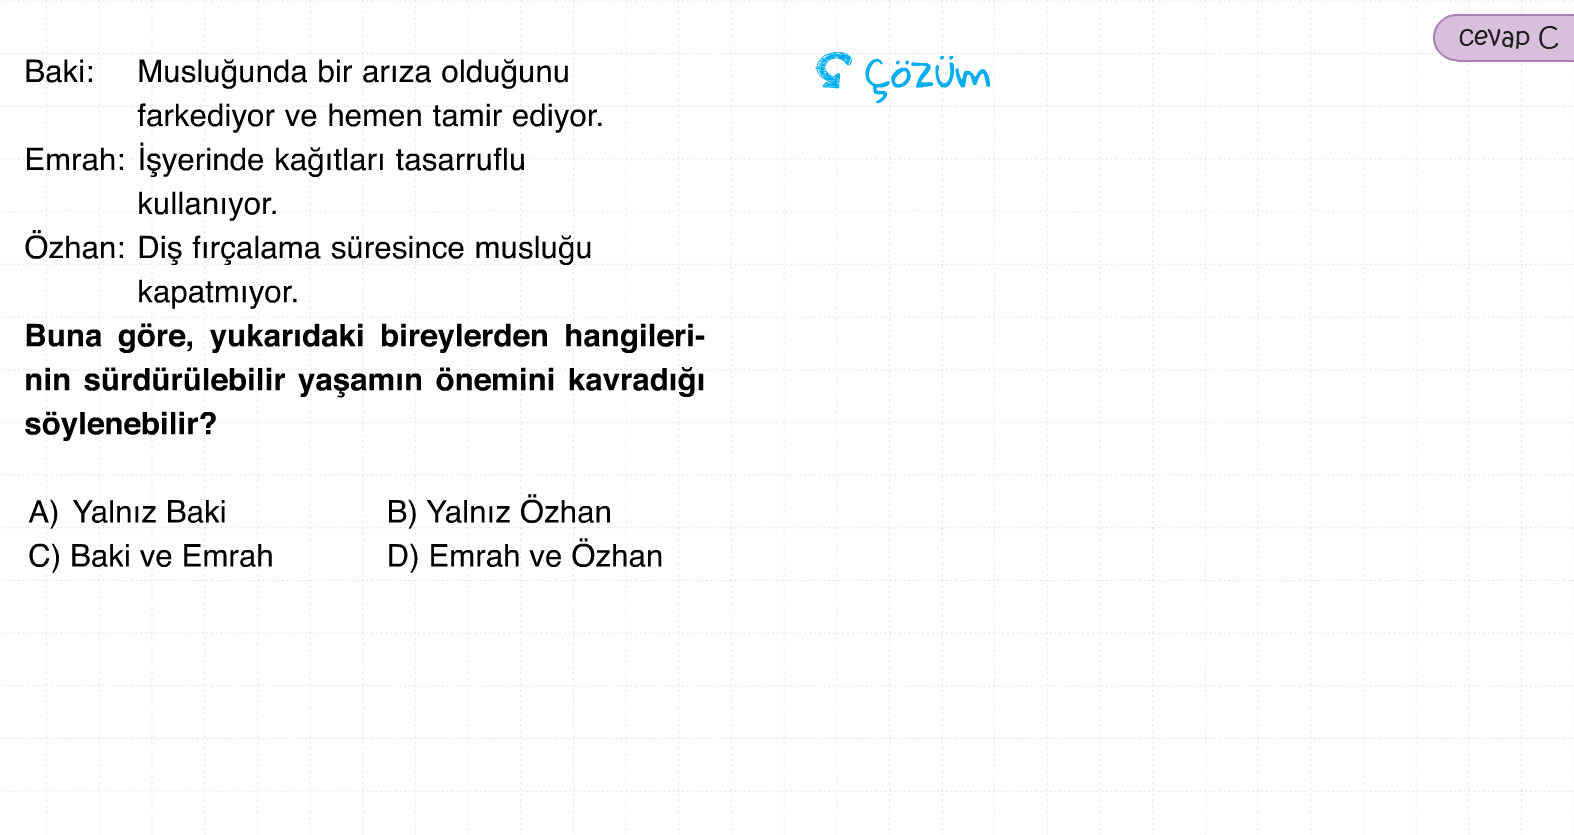 Baki: Musluğunda bir arıza olduğunu
farkediyor ve hemen tamir ediyor.
Emrah: İşyerinde kağıtları tasarruflu
kullanıyor.
Özhan: Diş fırçalama süresince musluğu
kapatmıyor.
Buna göre, yukarıdaki bireylerden hangileri-
nin sürdürülebilir yaşamın önemini kavradığı
söylenebilir?
A) Yalnız Baki B) Yalnız Özhan
C) Baki ve Emrah D) Emrah ve Özhan
Çözüm
cevap C